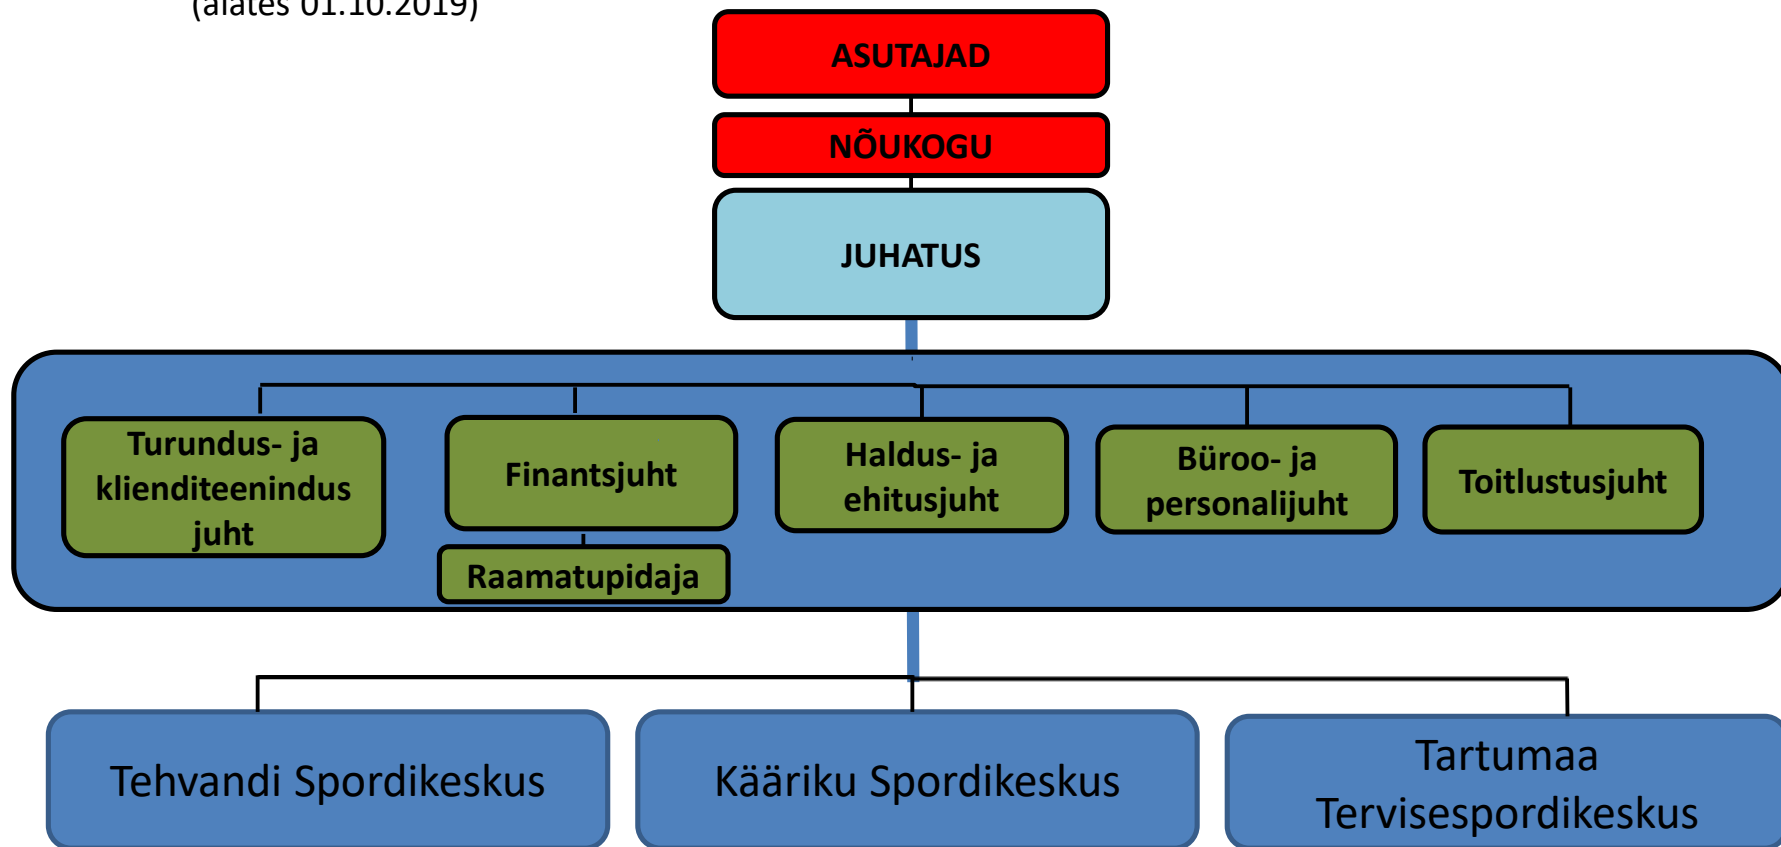 (alates 01.10.2019)
ASUTAJAD
NÕUKOGU
JUHATUS
Turundus- ja
klienditeenindus
juht
Finantsjuht
Raamatupidaja
Haldus- ja
ehitusjuht
Büroo- ja
personalijuht
Toitlustusjuht
Tehvandi Spordikeskus
Kääriku Spordikeskus
Tartumaa
Tervisespordikeskus